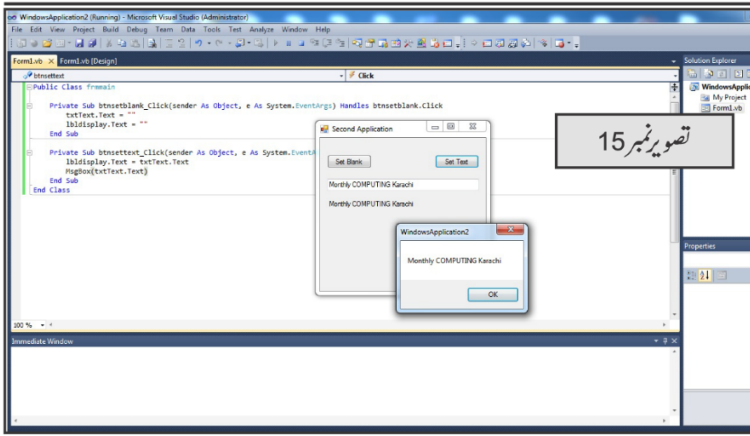 WindowsApplication2 (Running) - Microsoft Visual Studio (Administrator)
File Edit View Project Build Debug Team Data Tools Test Analyze Window Help
Form1.vb Form1.vb [Design]
Solution Explorer
btnsettext
Click
WindowsApplic
My Project
Form1.vb
Public Class frmmain
Private Sub btnsetblank_Click(sender As Object, e As System.EventArgs) Handles btnsetblank.Click
txtText.Text = ""
lbldisplay.Text = ""
End Sub
Private Sub btnsettext_Click(sender As Object, e As System.EventA
lbldisplay.Text = txtText.Text
MsgBox(txtText.Text)
End Sub
End Class
Second Application
Set Blank
Set Text
Monthly COMPUTING Karachi
Monthly COMPUTING Karachi
WindowsApplication2
Monthly COMPUTING Karachi
OK
تصویر نمبر 15
Properties
100 %
Immediate Window